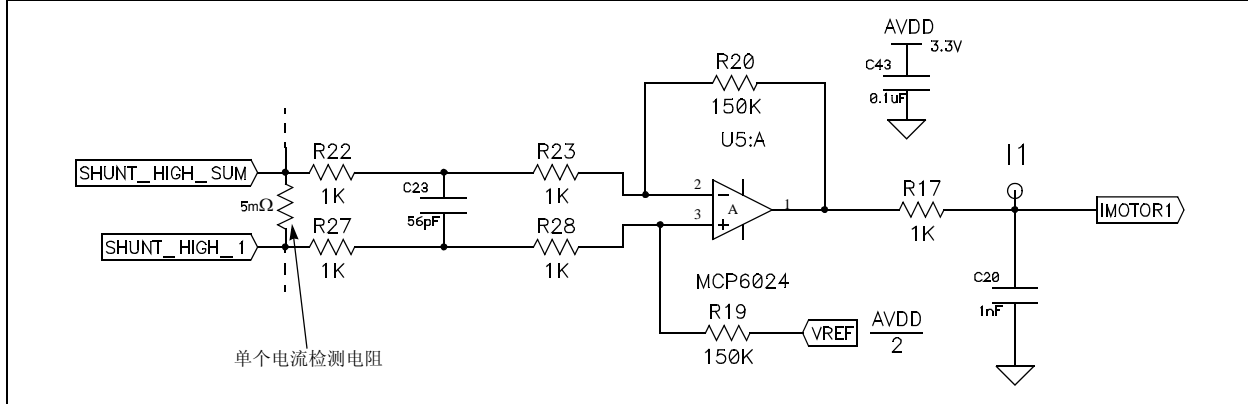 AVDD
3.3V
C43
0.1uF
R20
150K
U5:A
I1
SHUNT_HIGH_SUM
R22
1K
C23
56pF
R23
1K
2
3
A
1
R17
1K
IMOTOR1
5mΩ
SHUNT_HIGH_1
R27
1K
R28
1K
MCP6024
C20
1nF
R19
150K
VREF
AVDD
2
单个电流检测电阻